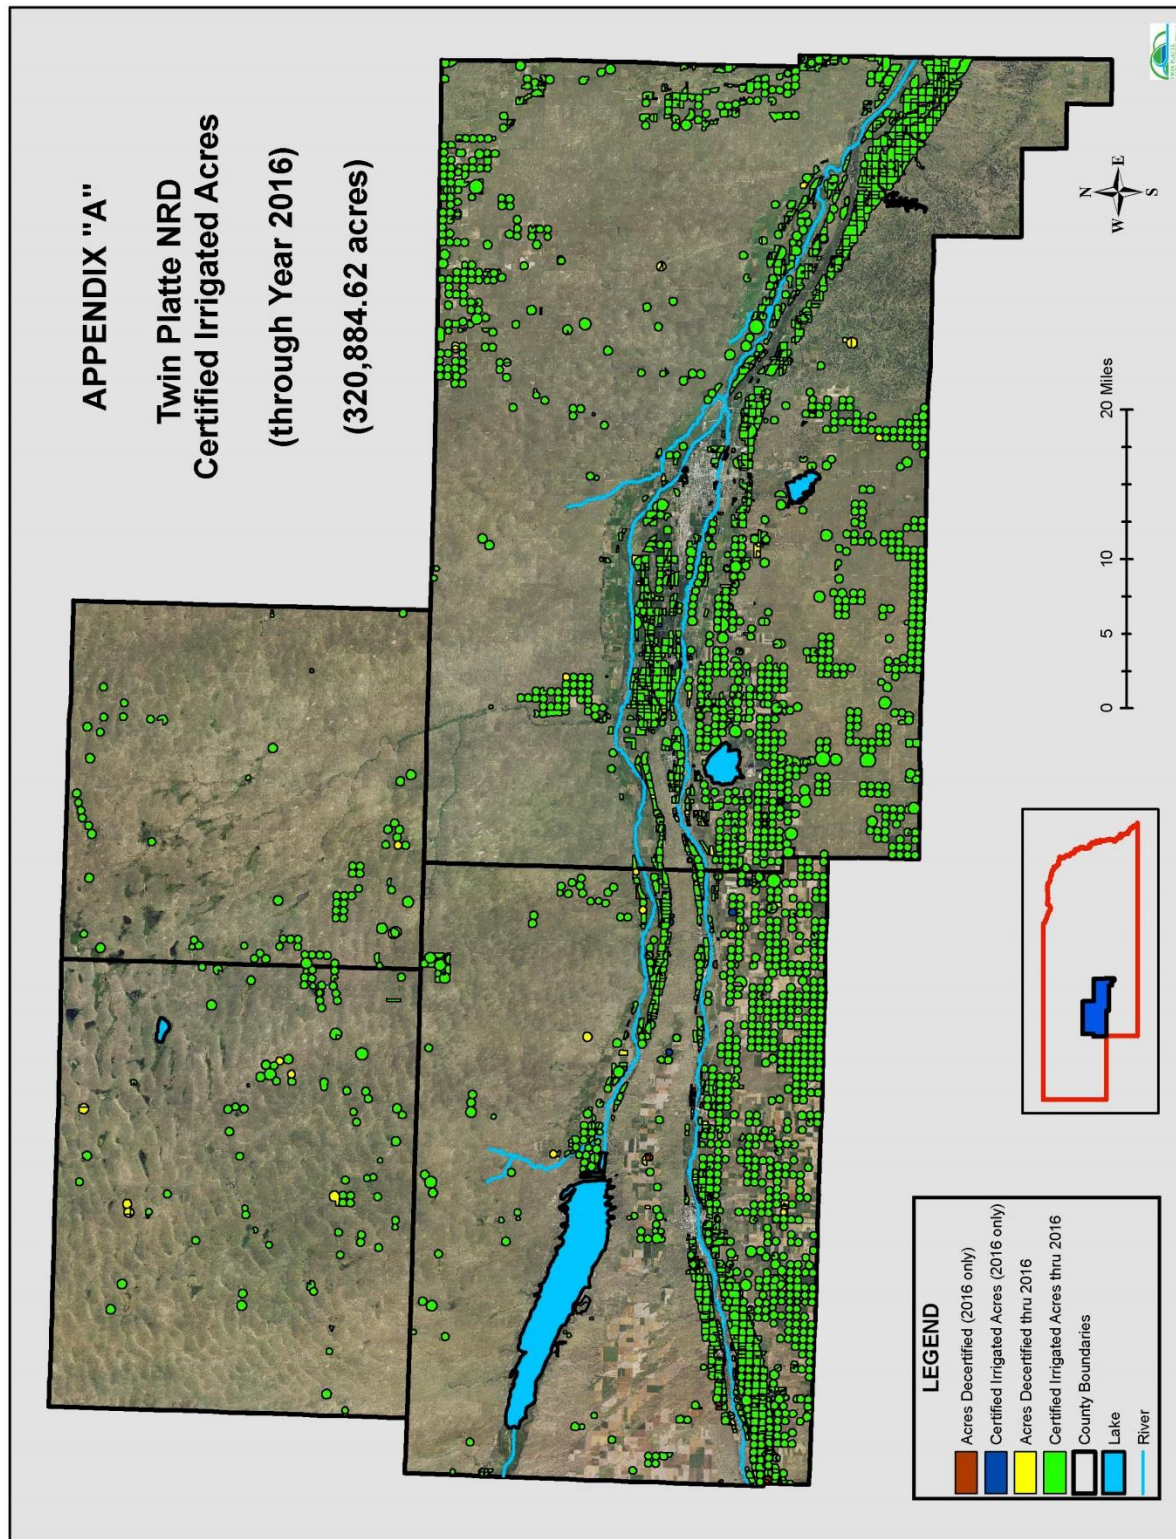 APPENDIX "A"
Twin Platte NRD
Certified Irrigated Acres
(through Year 2016)
(320,884.62 acres)
N
W
E
S
0
5
10
20 Miles
LEGEND
Acres Decertified (2016 only)
Certified Irrigated Acres (2016 only)
Acres Decertified thru 2016
Certified Irrigated Acres thru 2016
County Boundaries
Lake
River